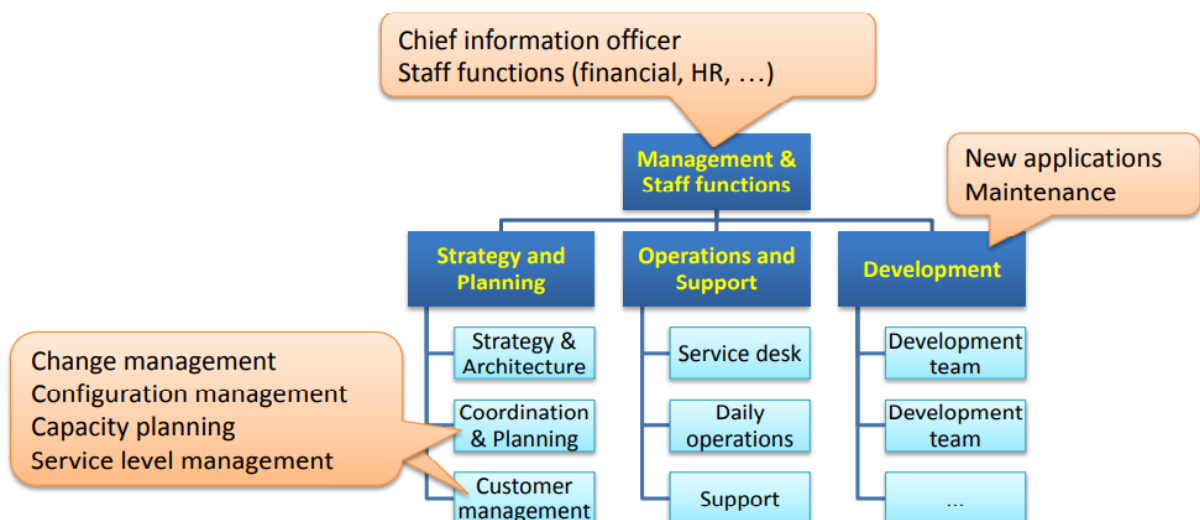 Chief information officer
Staff functions (financial, HR, …)
Management &
Staff functions
New applications
Maintenance
Strategy and
Planning
Operations and
Support
Development
Strategy &
Architecture
Service desk
Development
team
Change management
Configuration management
Capacity planning
Service level management
Coordination
& Planning
Daily
operations
Development
team
Customer
management
Support
...